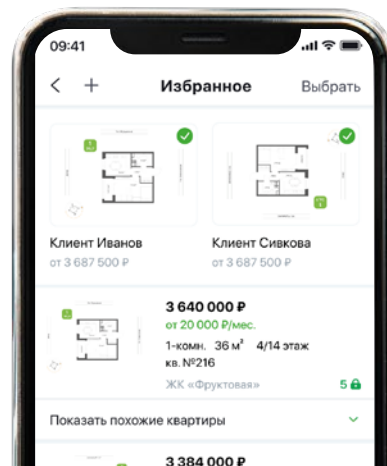 09:41
Избранное
Выбрать
Клиент Иванов
от 3 687 500 ₽
Клиент Сивкова
от 3 687 500 ₽
3 640 000 ₽
от 20 000 ₽/мес.
1-комн. 36 м² 4/14 этаж
кв. №216
ЖК «Фруктовая»
5
Показать похожие квартиры
3 384 000 ₽